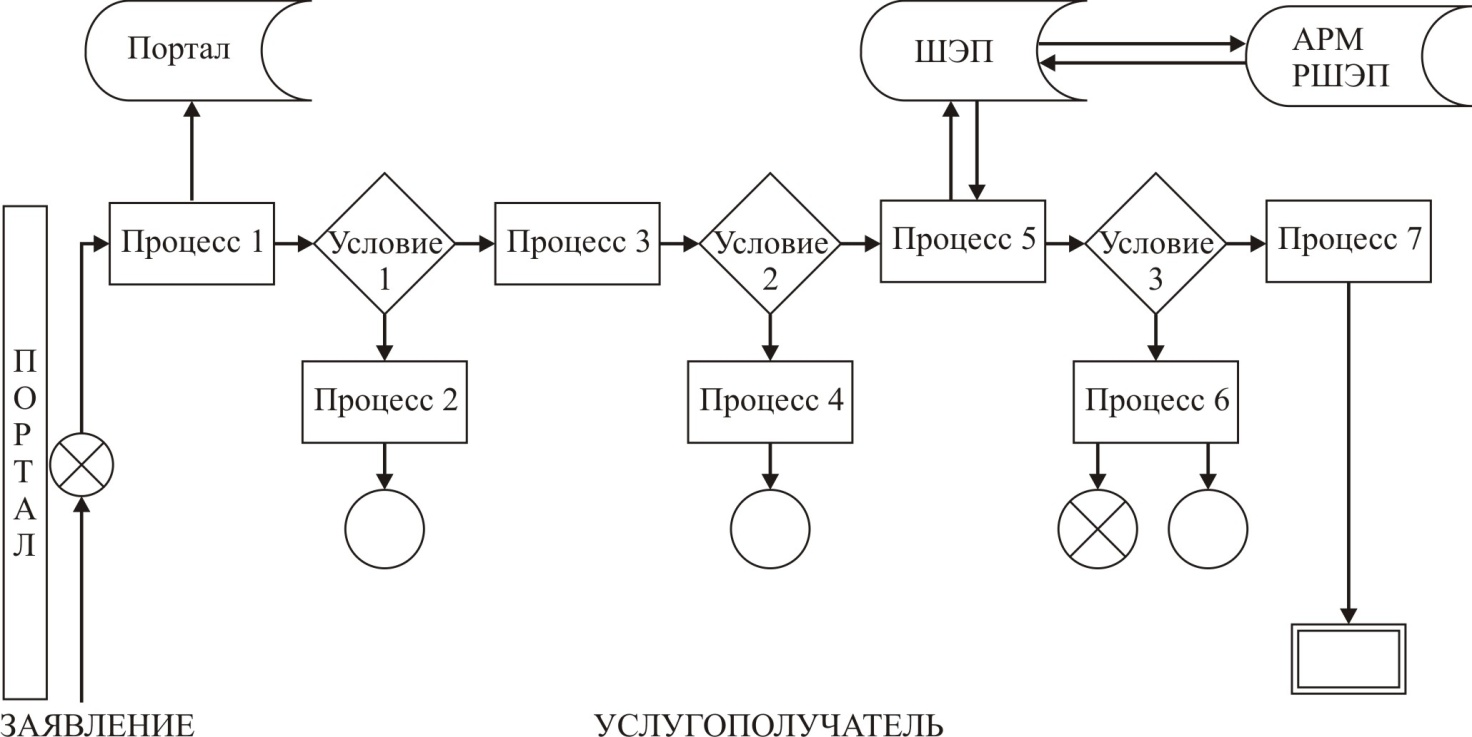 Портал
ШЭП
АРМ
РШЭП
Процесс 1
Условие
1
Процесс 3
Условие
2
Процесс 5
Условие
3
Процесс 7
ПОРТАЛ
Процесс 2
Процесс 4
Процесс 6
ЗАЯВЛЕНИЕ
УСЛУГОПОЛУЧАТЕЛЬ